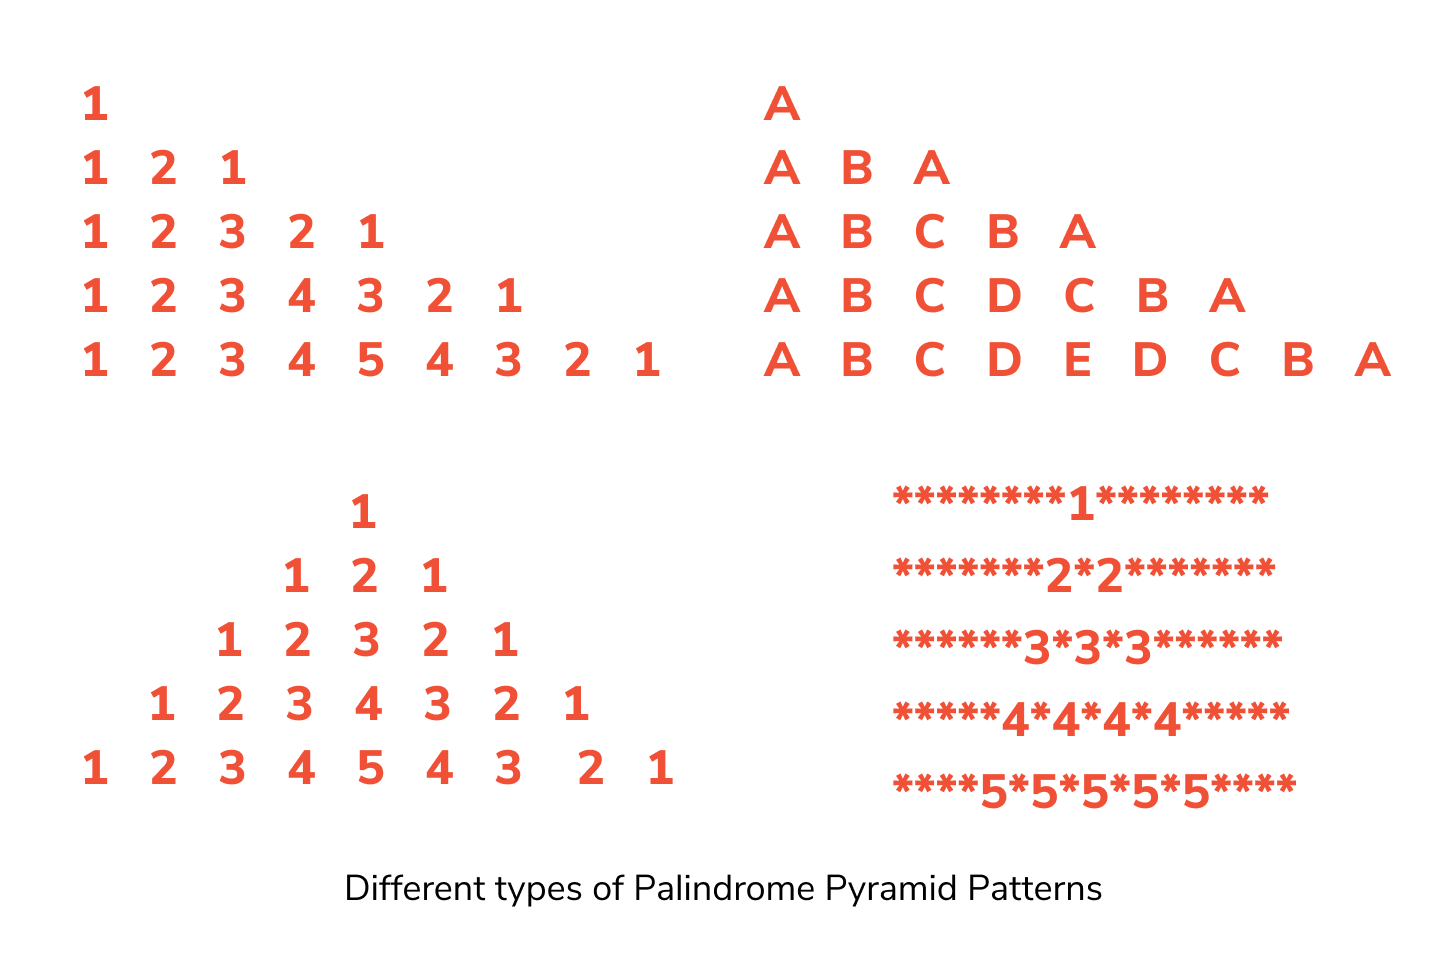 1
1 2 1
1 2 3 2 1
1 2 3 4 3 2 1
1 2 3 4 5 4 3 2 1
A
A B A
A B C B A
A B C D C B A
A B C D E D C B A
1
1 2 1
1 2 3 2 1
1 2 3 4 3 2 1
1 2 3 4 5 4 3 2 1
********1********
*******2*2*******
******3*3*3******
*****4*4*4*4*****
****5*5*5*5*5****
Different types of Palindrome Pyramid Patterns